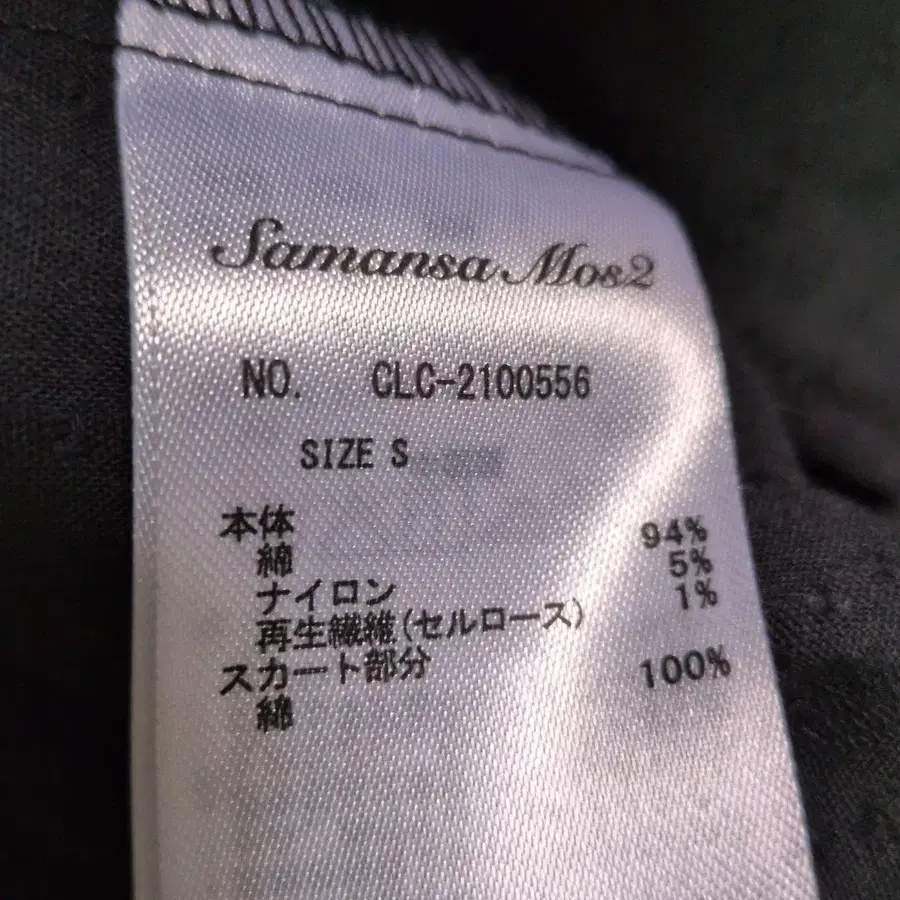 Samansa Mos2
NO. CLC-2100556
SIZE S
本体
綿 94%
ナイロン 5%
再生繊維(セルロース) 1%
スカート部分
綿 100%